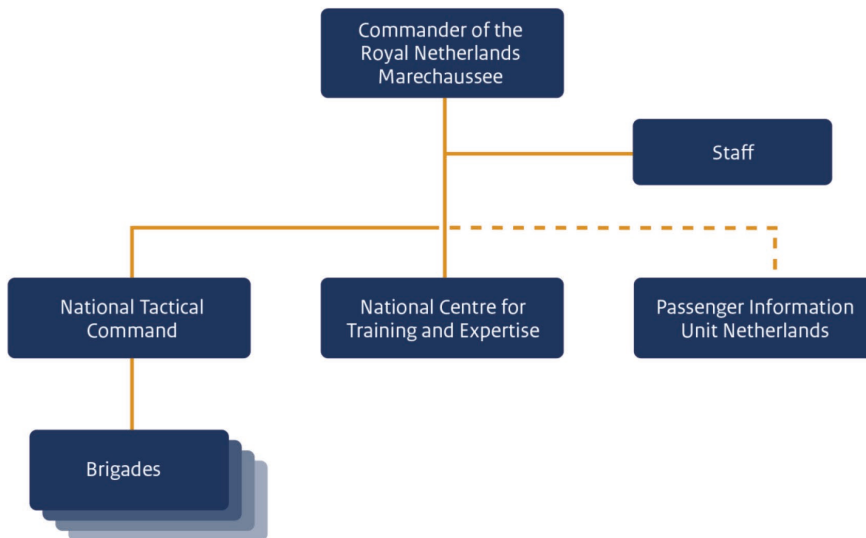 Commander of the
Royal Netherlands
Marechaussee
Staff
National Tactical
Command
National Centre for
Training and Expertise
Passenger Information
Unit Netherlands
Brigades